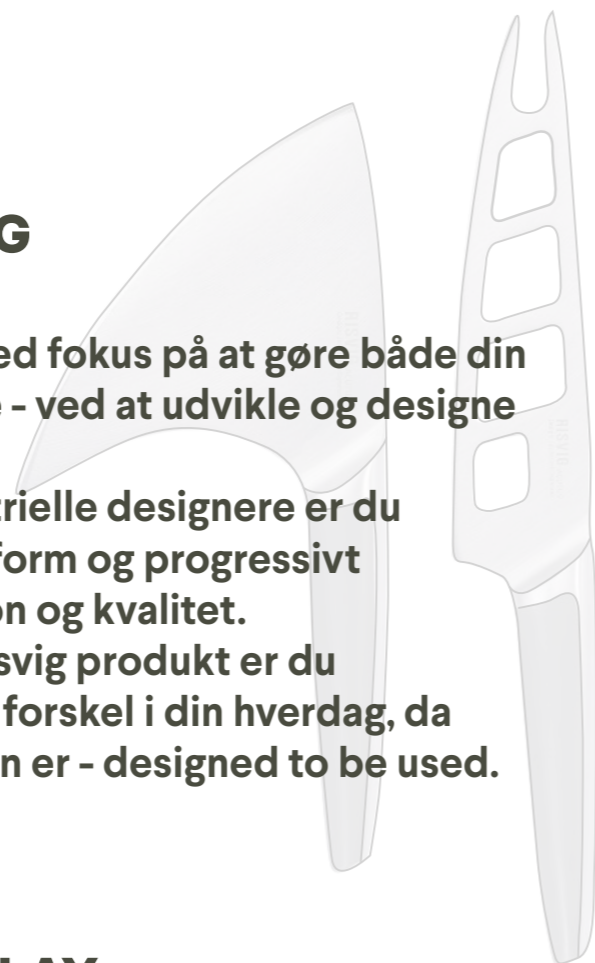 G
ed fokus på at gøre både din
e - ved at udvikle og designe
trielle designere er du
form og progressivt
on og kvalitet.
svig produkt er du
forskel i din hverdag, da
n er - designed to be used.